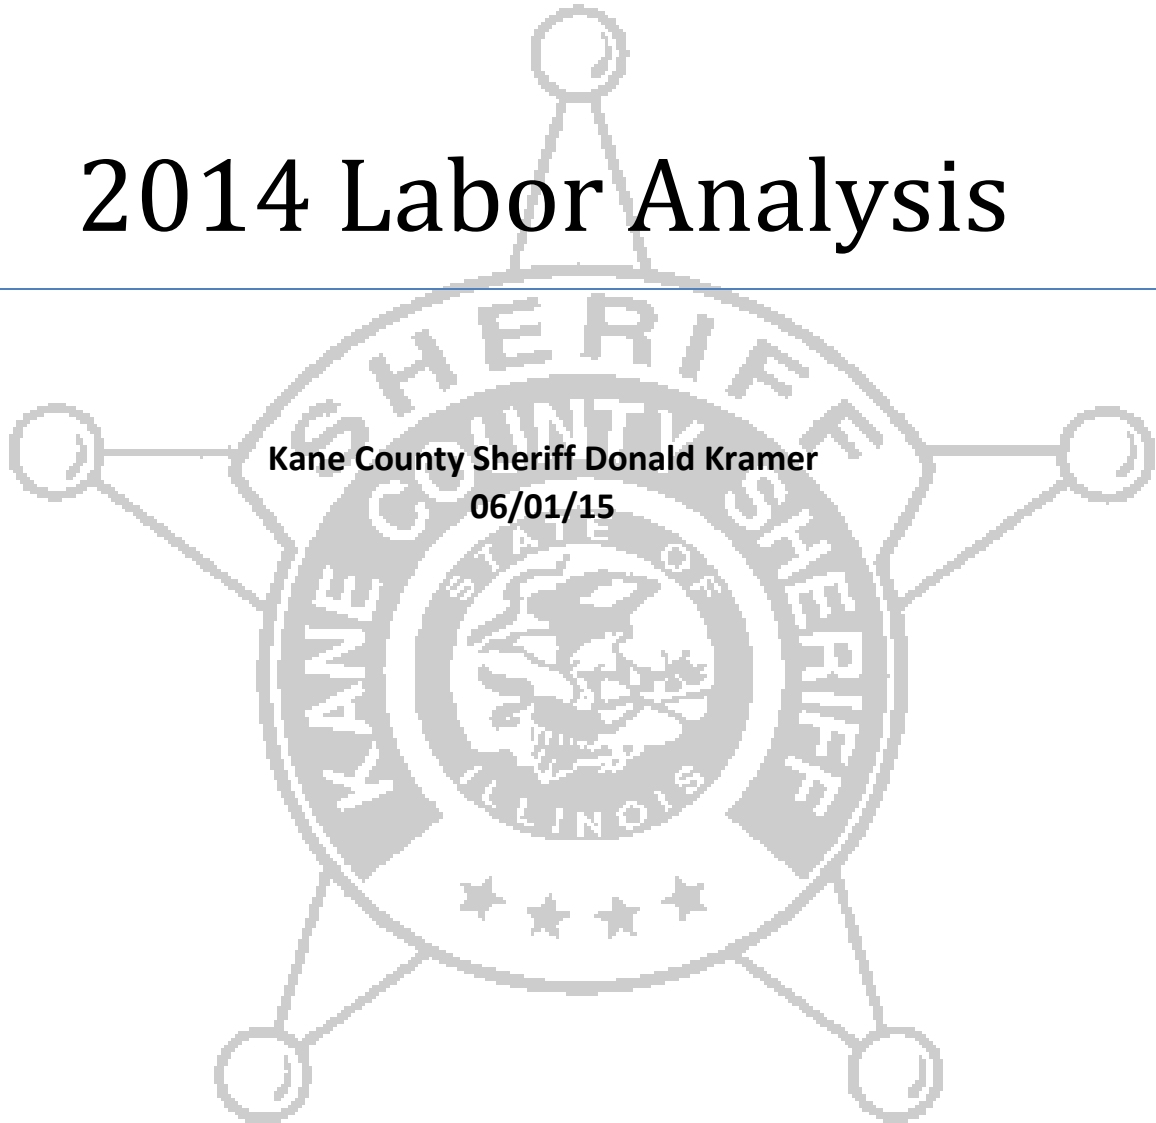 2014 Labor Analysis
SHERIFF
KANE COUNTY SHERIFF
Kane County Sheriff Donald Kramer
06/01/15
STATE OF
ILLINOIS